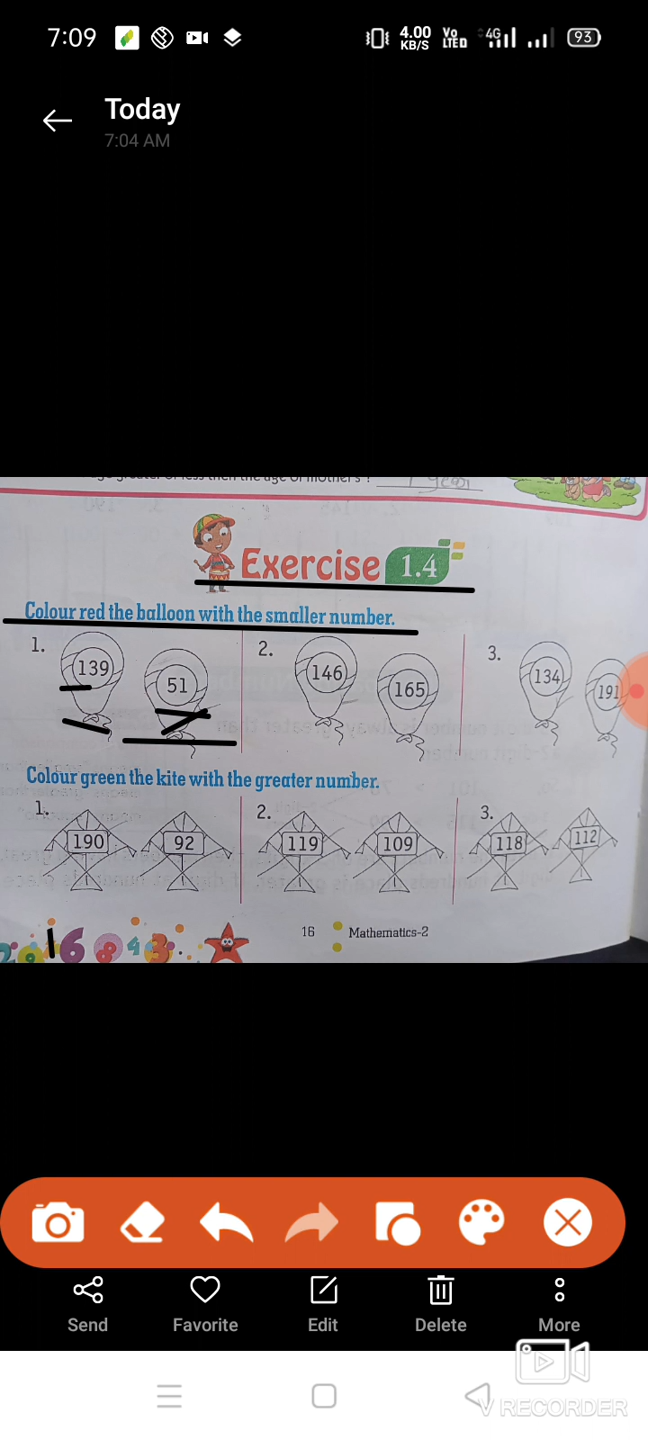 7:09 4.00 KB/S Vo LTE 4G 93
Today
7:04 AM
Exercise 1.4
Colour red the balloon with the smaller number.
1. 139 51 2. 146 165 3. 134 191
Colour green the kite with the greater number.
1. 190 92 2. 119 109 3. 118 112
16 Mathematics-2
Send Favorite Edit Delete More
V RECORDER